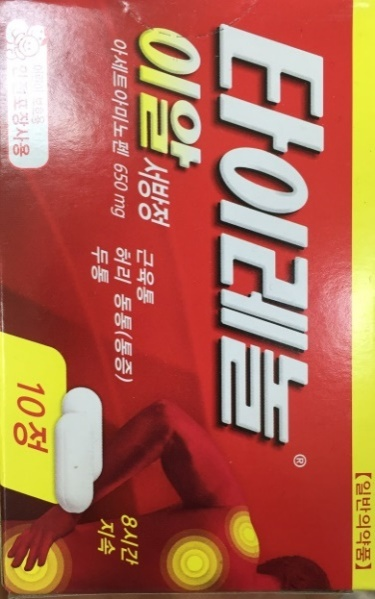 【일반의약품】
타이레놀®
이알 서방정
아세트아미노펜 650 mg
근육통
허리 동통(통증)
두통
8시간
지속
10정